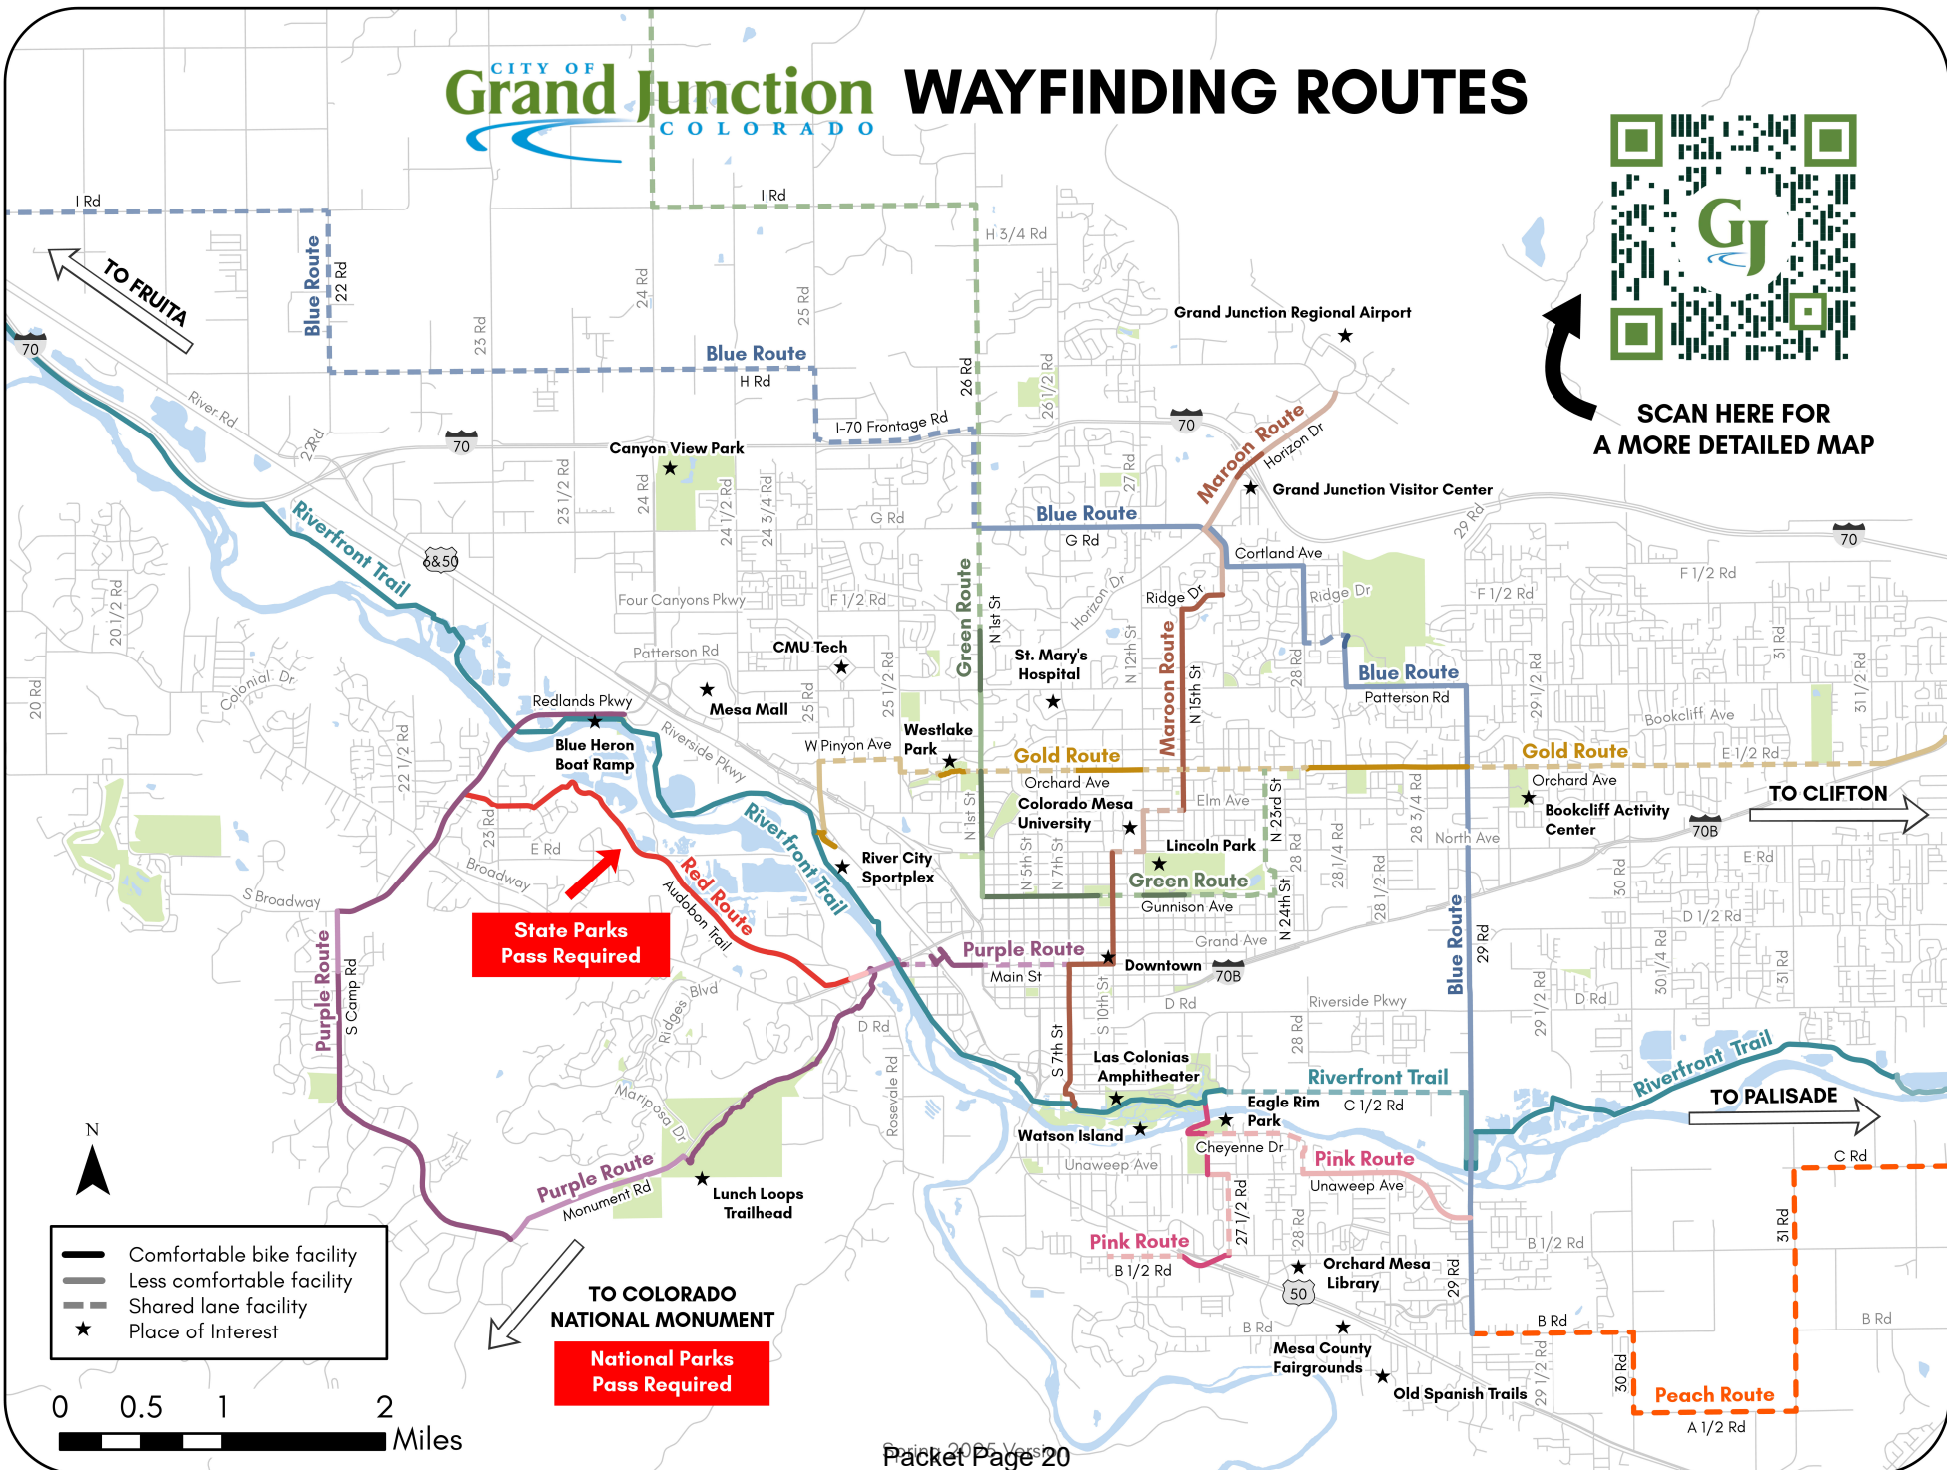 CITY OF
Grand Junction
COLORADO
WAYFINDING ROUTES
I Rd
I Rd
H 3/4 Rd
TO FRUITA
Blue Route
22 Rd
24 Rd
25 Rd
23 Rd
Blue Route
H Rd
26 Rd
26 1/2 Rd
Grand Junction Regional Airport
GJ
SCAN HERE FOR
A MORE DETAILED MAP
70
River Rd
22 Rd
70
I-70 Frontage Rd
70
Maroon Route
Horizon Dr
Canyon View Park
23 1/2 Rd
24 Rd
24 1/2 Rd
24 3/4 Rd
27 Rd
Grand Junction Visitor Center
G Rd
Blue Route
G Rd
29 Rd
70
Riverfront Trail
6&50
Cortland Ave
F 1/2 Rd
20 1/2 Rd
Four Canyons Pkwy
F 1/2 Rd
Green Route
N 1st St
Horizon Dr
Ridge Dr
Ridge Dr
F 1/2 Rd
Patterson Rd
CMU Tech
St. Mary's
Hospital
N 12th St
Maroon Route
N 15th St
28 Rd
Blue Route
Patterson Rd
29 1/2 Rd
31 Rd
31 1/2 Rd
20 Rd
Colonial Dr
Redlands Pkwy
Mesa Mall
25 Rd
25 1/2 Rd
Bookcliff Ave
22 1/2 Rd
Blue Heron
Boat Ramp
Riverside Pkwy
W Pinyon Ave
Westlake
Park
Gold Route
Orchard Ave
Gold Route
E 1/2 Rd
Orchard Ave
TO CLIFTON
Colorado Mesa
University
Elm Ave
N 23rd St
28 3/4 Rd
Bookcliff Activity
Center
70B
23 Rd
E Rd
Riverfront Trail
N 1st St
N 5th St
N 7th St
Lincoln Park
28 Rd
28 1/4 Rd
28 1/2 Rd
North Ave
E Rd
30 Rd
Broadway
S Broadway
Red Route
Audobon Trail
River City
Sportplex
Green Route
Gunnison Ave
N 24th St
D 1/2 Rd
State Parks
Pass Required
Purple Route
Main St
Grand Ave
Downtown
70B
Blue Route
29 Rd
30 1/4 Rd
31 Rd
Purple Route
S Camp Rd
Ridges Blvd
D Rd
Rosevale Rd
S 7th St
S 10th St
D Rd
Riverside Pkwy
28 Rd
29 1/2 Rd
D Rd
Las Colonias
Amphitheater
Riverfront Trail
C 1/2 Rd
Riverfront Trail
TO PALISADE
Mariposa Dr
Eagle Rim
Park
Watson Island
Cheyenne Dr
Unaweep Ave
Pink Route
Unaweep Ave
C Rd
N
Purple Route
Monument Rd
Lunch Loops
Trailhead
27 1/2 Rd
28 Rd
31 Rd
Pink Route
B 1/2 Rd
B 1/2 Rd
Comfortable bike facility
Less comfortable facility
Shared lane facility
Place of Interest
TO COLORADO
NATIONAL MONUMENT
National Parks
Pass Required
Orchard Mesa
Library
50
29 Rd
B Rd
B Rd
B Rd
Mesa County
Fairgrounds
Old Spanish Trails
29 1/2 Rd
30 Rd
Peach Route
A 1/2 Rd
0 0.5 1 2
Miles
Spring 2025 Version
Packet Page 20